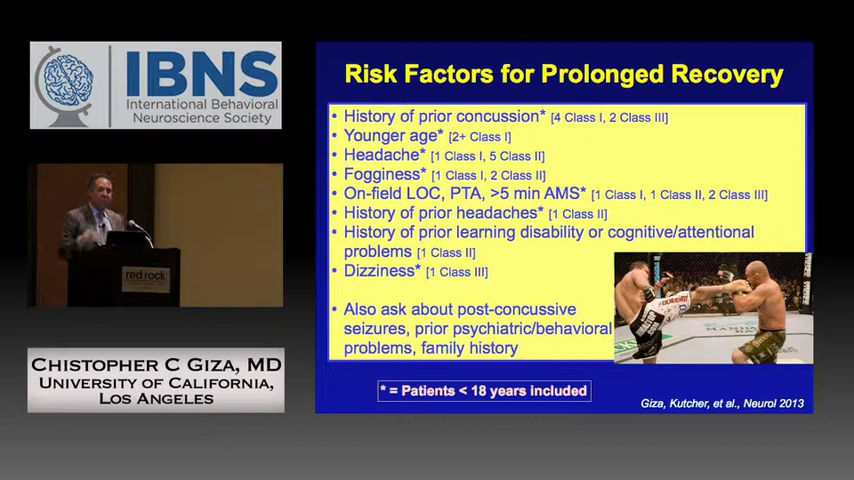 IBNS
International Behavioral
Neuroscience Society
red rock
CHISTOPHER C GIZA, MD
UNIVERSITY OF CALIFORNIA,
LOS ANGELES
Risk Factors for Prolonged Recovery
• History of prior concussion* [4 Class I, 2 Class III]
• Younger age* [2+ Class I]
• Headache* [1 Class I, 5 Class II]
• Fogginess* [1 Class I, 2 Class II]
• On-field LOC, PTA, >5 min AMS* [1 Class I, 1 Class II, 2 Class III]
• History of prior headaches* [1 Class II]
• History of prior learning disability or cognitive/attentional
problems [1 Class II]
• Dizziness* [1 Class III]
• Also ask about post-concussive
seizures, prior psychiatric/behavioral
problems, family history
* = Patients < 18 years included
Giza, Kutcher, et al., Neurol 2013